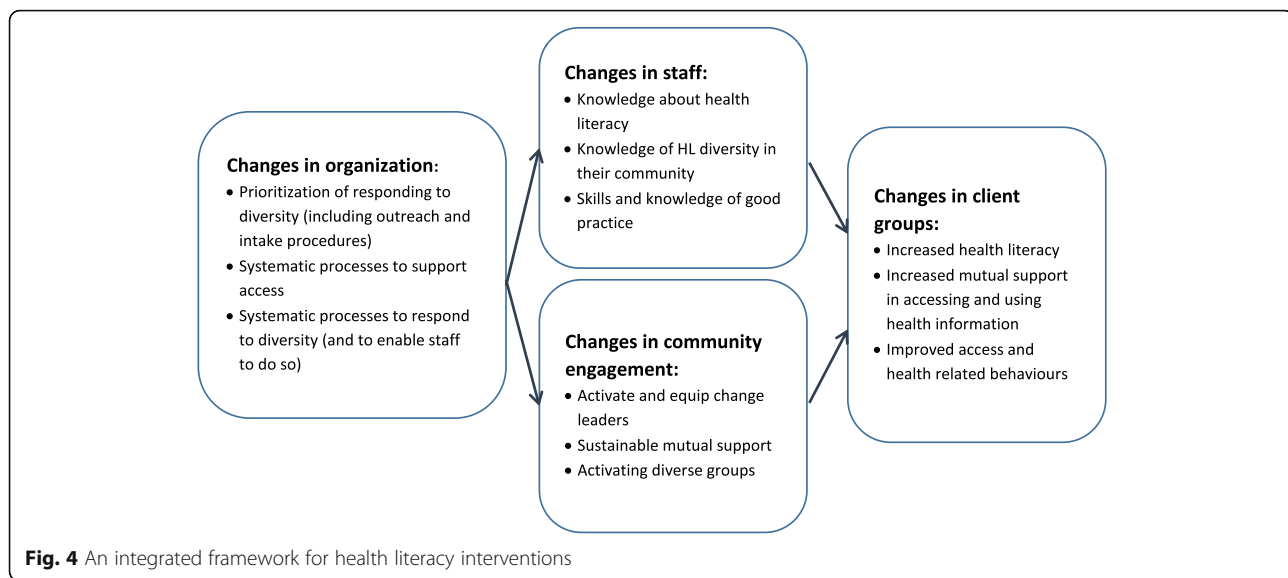 Changes in organization:
• Prioritization of responding to
diversity (including outreach and
intake procedures)
• Systematic processes to support
access
• Systematic processes to respond
to diversity (and to enable staff
to do so)
Changes in staff:
• Knowledge about health
literacy
• Knowledge of HL diversity in
their community
• Skills and knowledge of good
practice
Changes in community
engagement:
• Activate and equip change
leaders
• Sustainable mutual support
• Activating diverse groups
Changes in client
groups:
• Increased health literacy
• Increased mutual support
in accessing and using
health information
• Improved access and
health related behaviours
Fig. 4 An integrated framework for health literacy interventions